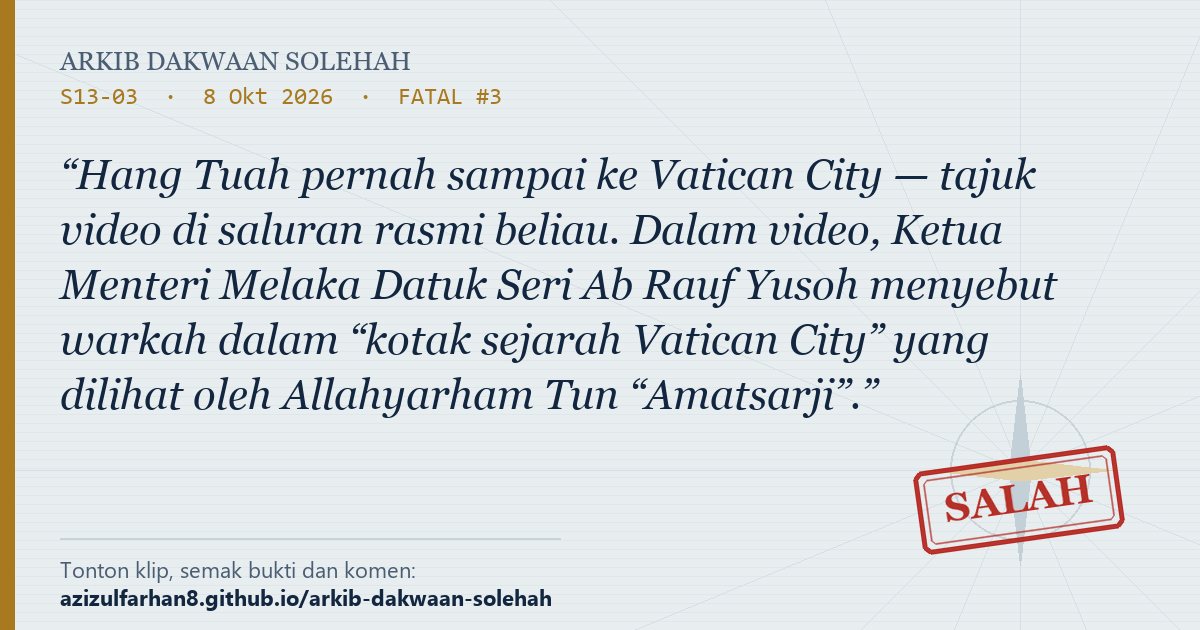 ARKIB DAKWAAN SOLEHAH
S13-03 · 8 Okt 2026 · FATAL #3
“Hang Tuah pernah sampai ke Vatican City — tajuk
video di saluran rasmi beliau. Dalam video, Ketua
Menteri Melaka Datuk Seri Ab Rauf Yusoh menyebut
warkah dalam “kotak sejarah Vatican City” yang
dilihat oleh Allahyarham Tun “Amatsarji”.”
SALAH
Tonton klip, semak bukti dan komen:
azizulfarhan8.github.io/arkib-dakwaan-solehah